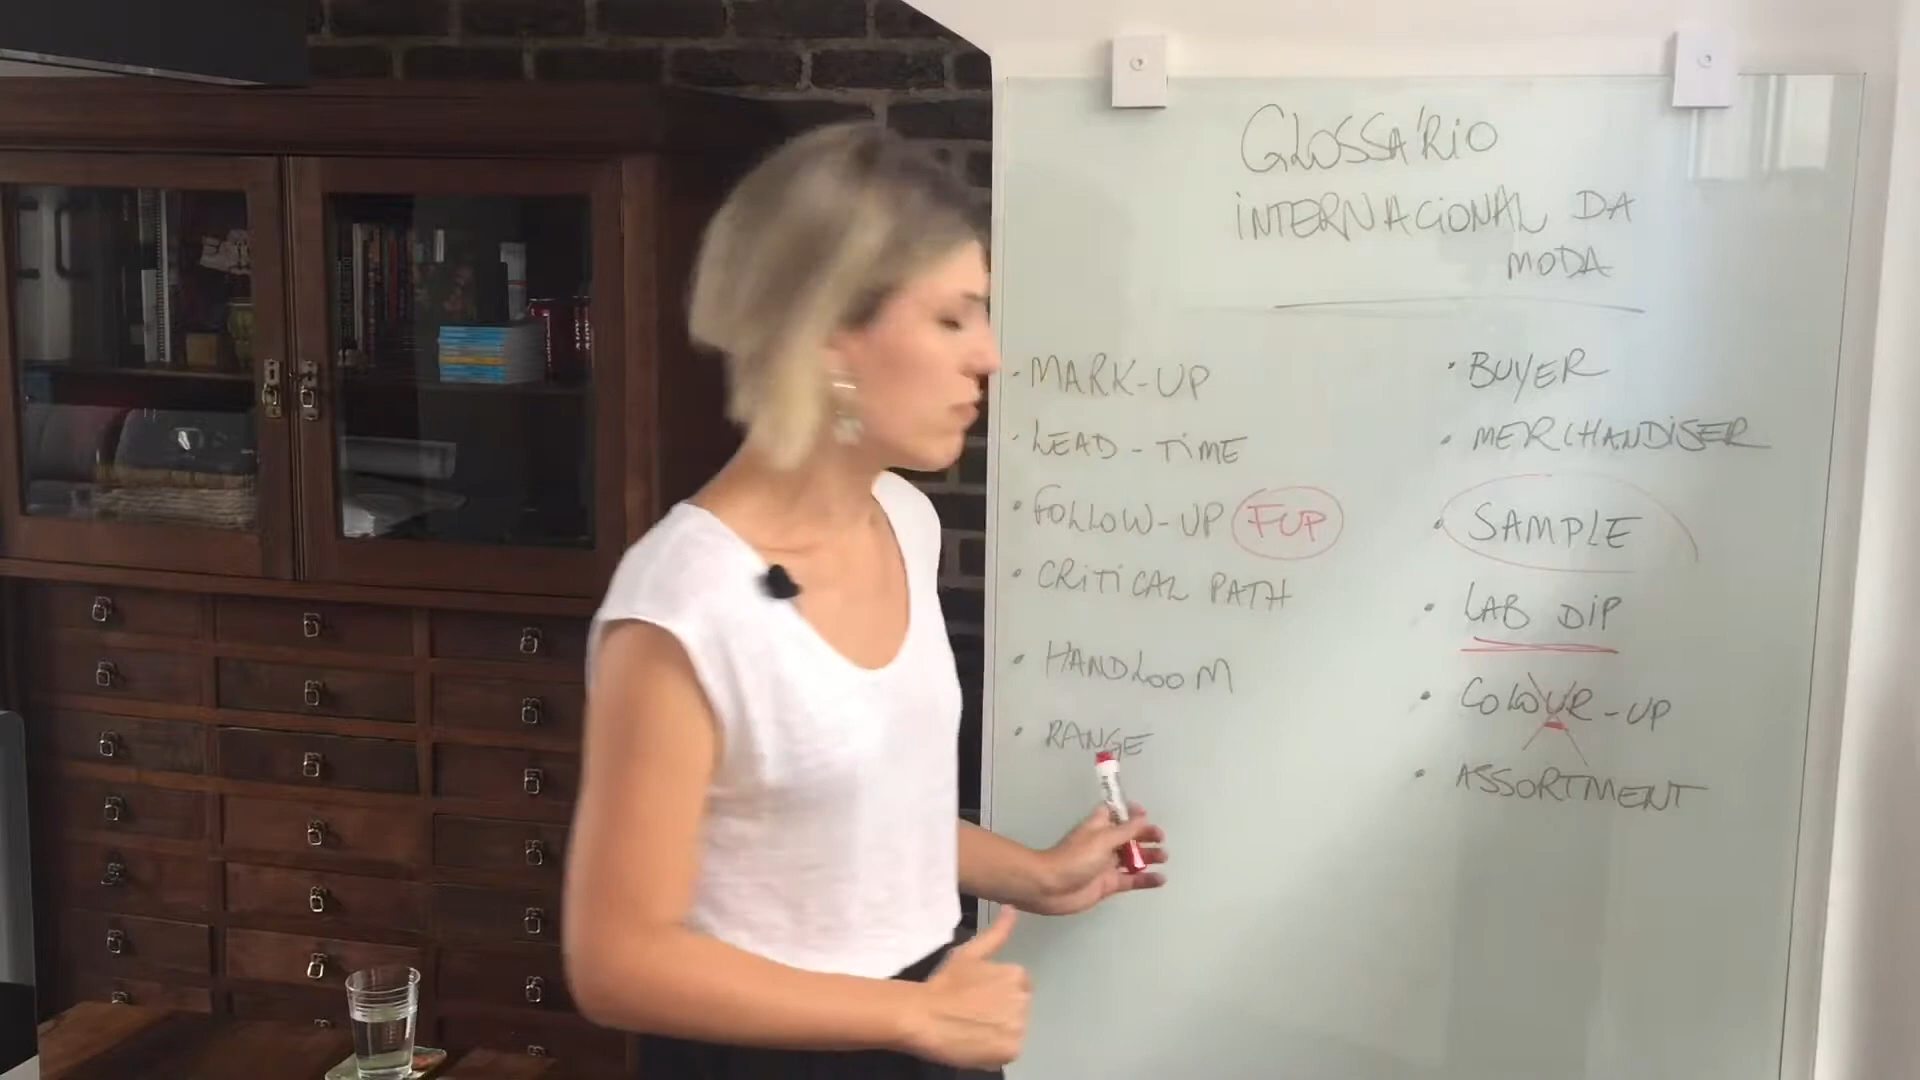 GLOSSÁRIO
INTERNACIONAL DA
MODA
• MARK-UP
• LEAD-TIME
• FOLLOW-UP FUP
• CRITICAL PATH
• HANDLOOM
• RANGE
• BUYER
• MERCHANDISER
• SAMPLE
• LAB DIP
• COLOUR-UP
• ASSORTMENT